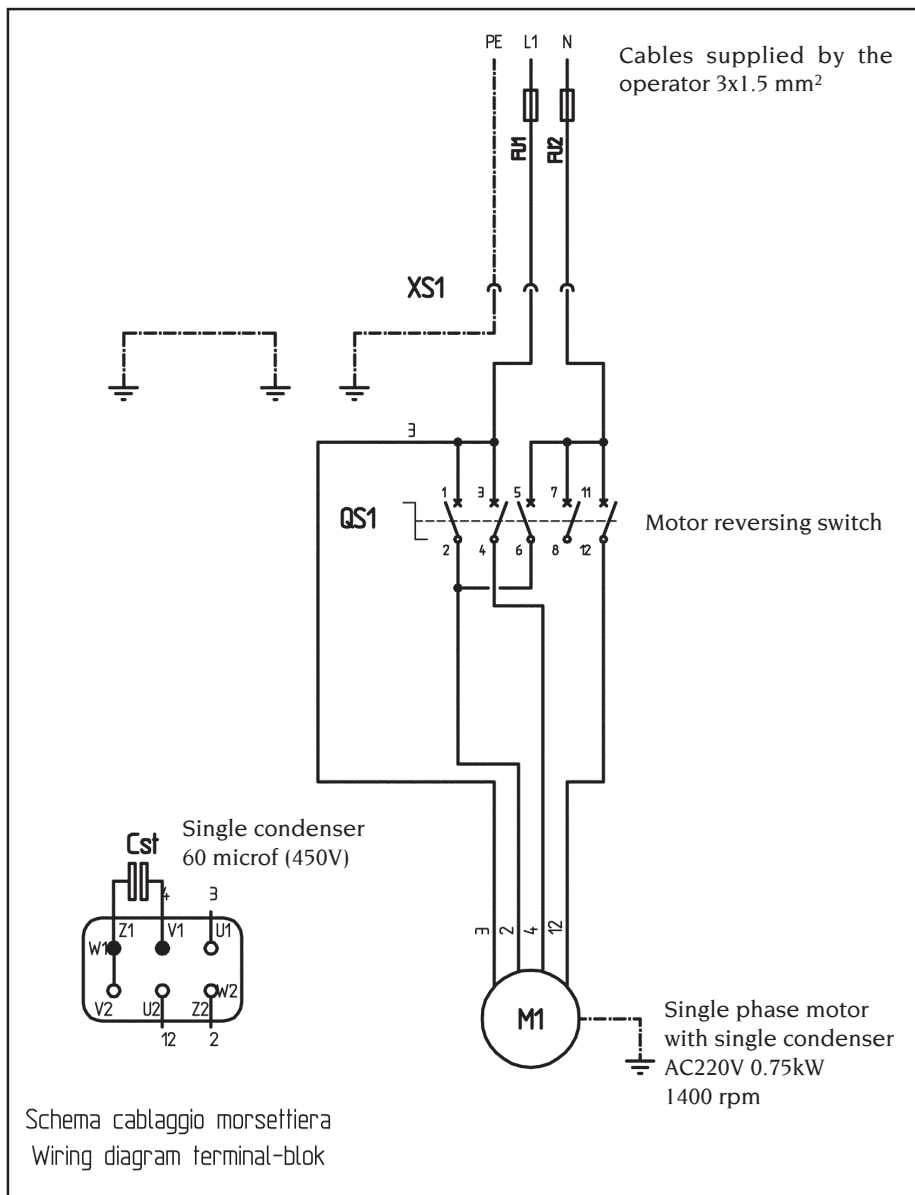 PE L1 N
Cables supplied by the
operator 3x1.5 mm²
FU1 FU2
XS1
3
1 3 5 7 11
QS1
Motor reversing switch
2 4 6 8 12
Single condenser
60 microf (450V)
Cst
4 3
Z1 V1 U1
W1
W2
V2 U2 Z2
12 2
3 2 4 12
M1
Single phase motor
with single condenser
AC220V 0.75kW
1400 rpm
Schema cablaggio morsettiera
Wiring diagram terminal-blok